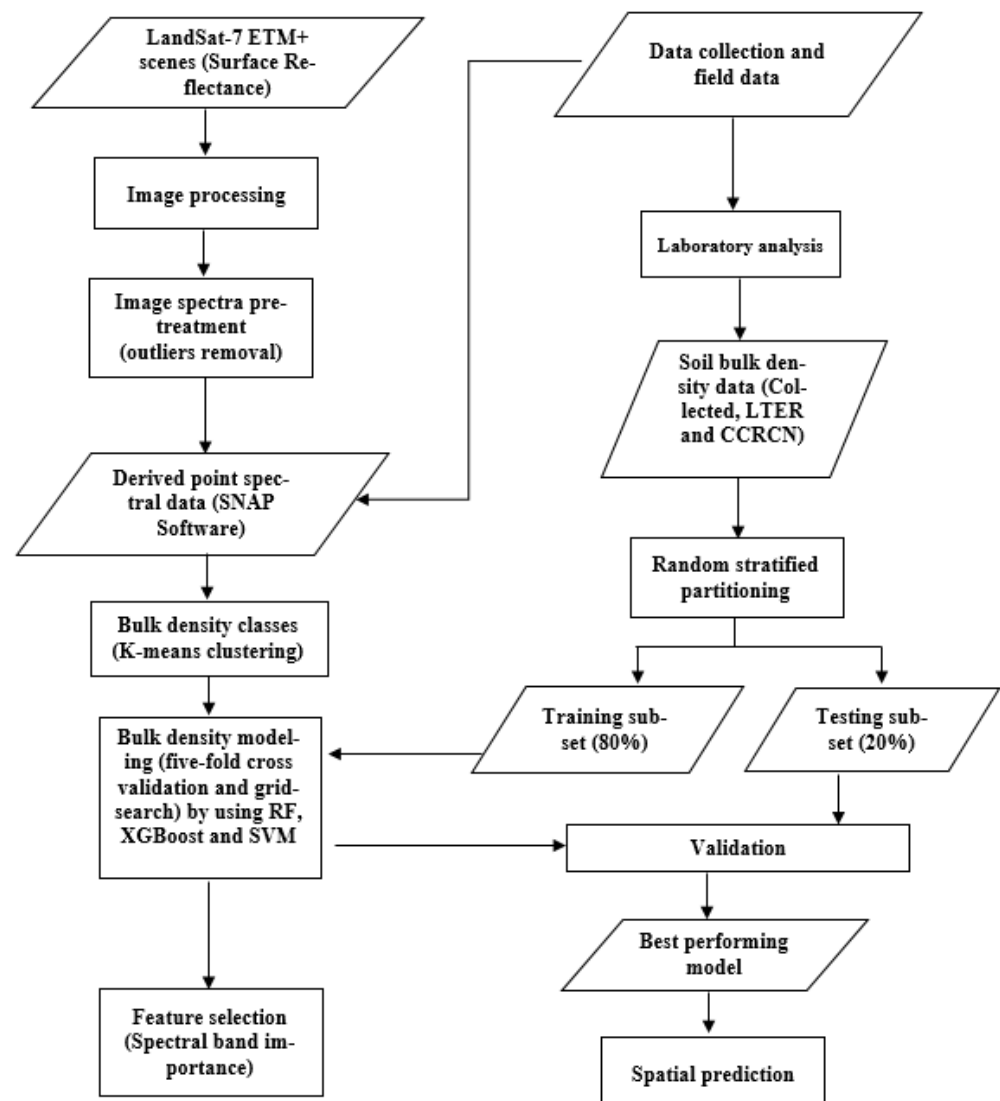 LandSat-7 ETM+
scenes (Surface Re-
flectance)
Data collection and
field data
Image processing
Laboratory analysis
Image spectra pre-
treatment
(outliers removal)
Soil bulk den-
sity data (Col-
lected, LTER
and CCRCN)
Derived point spec-
tral data (SNAP
Software)
Random stratified
partitioning
Bulk density classes
(K-means clustering)
Training sub-
set (80%)
Testing sub-
set (20%)
Bulk density model-
ing (five-fold cross
validation and grid-
search) by using RF,
XGBoost and SVM
Validation
Best performing
model
Feature selection
(Spectral band im-
portance)
Spatial prediction